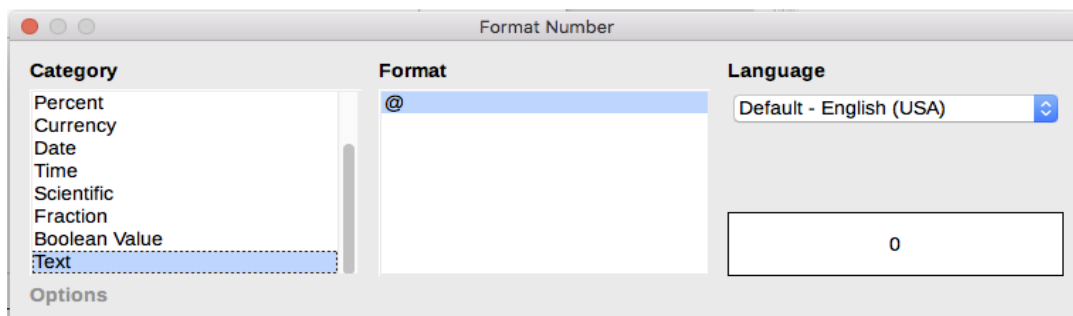 Format Number
Category
Percent
Currency
Date
Time
Scientific
Fraction
Boolean Value
Text
Options
Format
@
Language
Default - English (USA)
0